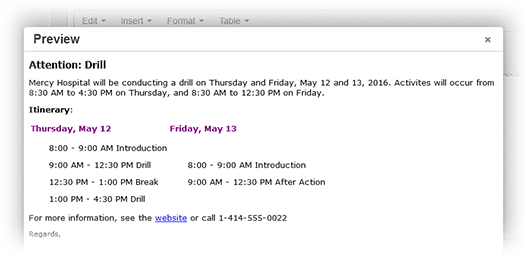 Edit Insert Format Table
Preview ×
Attention: Drill
Mercy Hospital will be conducting a drill on Thursday and Friday, May 12 and 13, 2016. Activites will occur from
8:30 AM to 4:30 PM on Thursday, and 8:30 AM to 12:30 PM on Friday.
Itinerary:
Thursday, May 12 Friday, May 13
8:00 - 9:00 AM Introduction
9:00 AM - 12:30 PM Drill 8:00 - 9:00 AM Introduction
12:30 PM - 1:00 PM Break 9:00 AM - 12:30 PM After Action
1:00 PM - 4:30 PM Drill
For more information, see the website or call 1-414-555-0022
Regards,